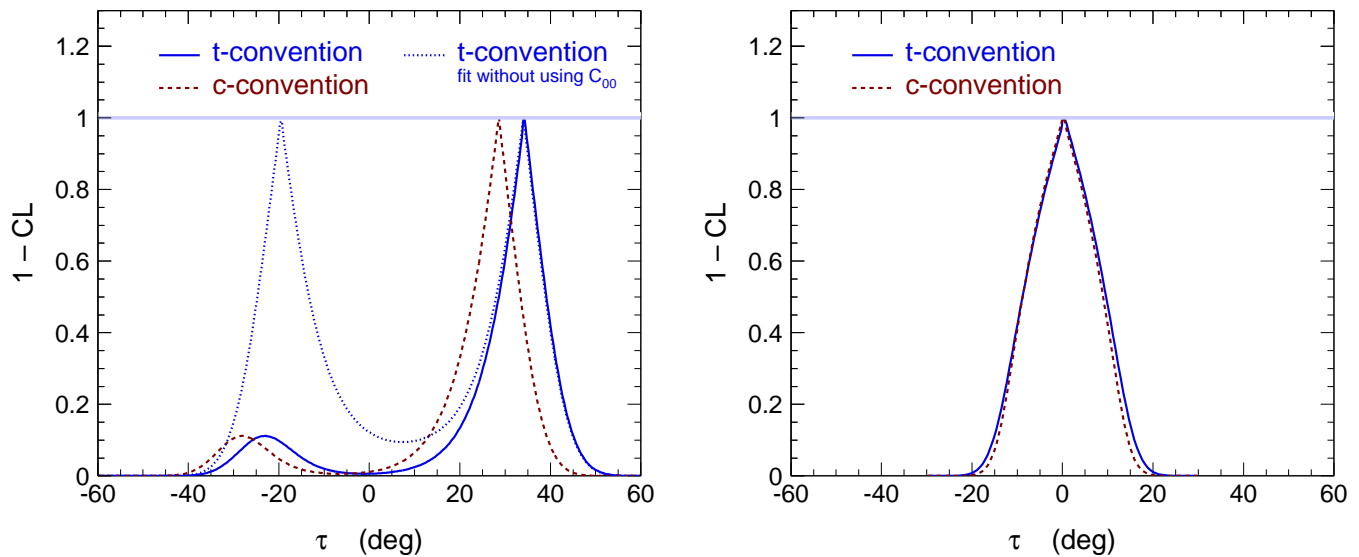 t-convention
c-convention
t-convention
fit without using C₀₀
1 – CL
0
0.2
0.4
0.6
0.8
1
1.2
-60 -40 -20 0 20 40 60
τ (deg)
t-convention
c-convention
1 – CL
0
0.2
0.4
0.6
0.8
1
1.2
-60 -40 -20 0 20 40 60
τ (deg)